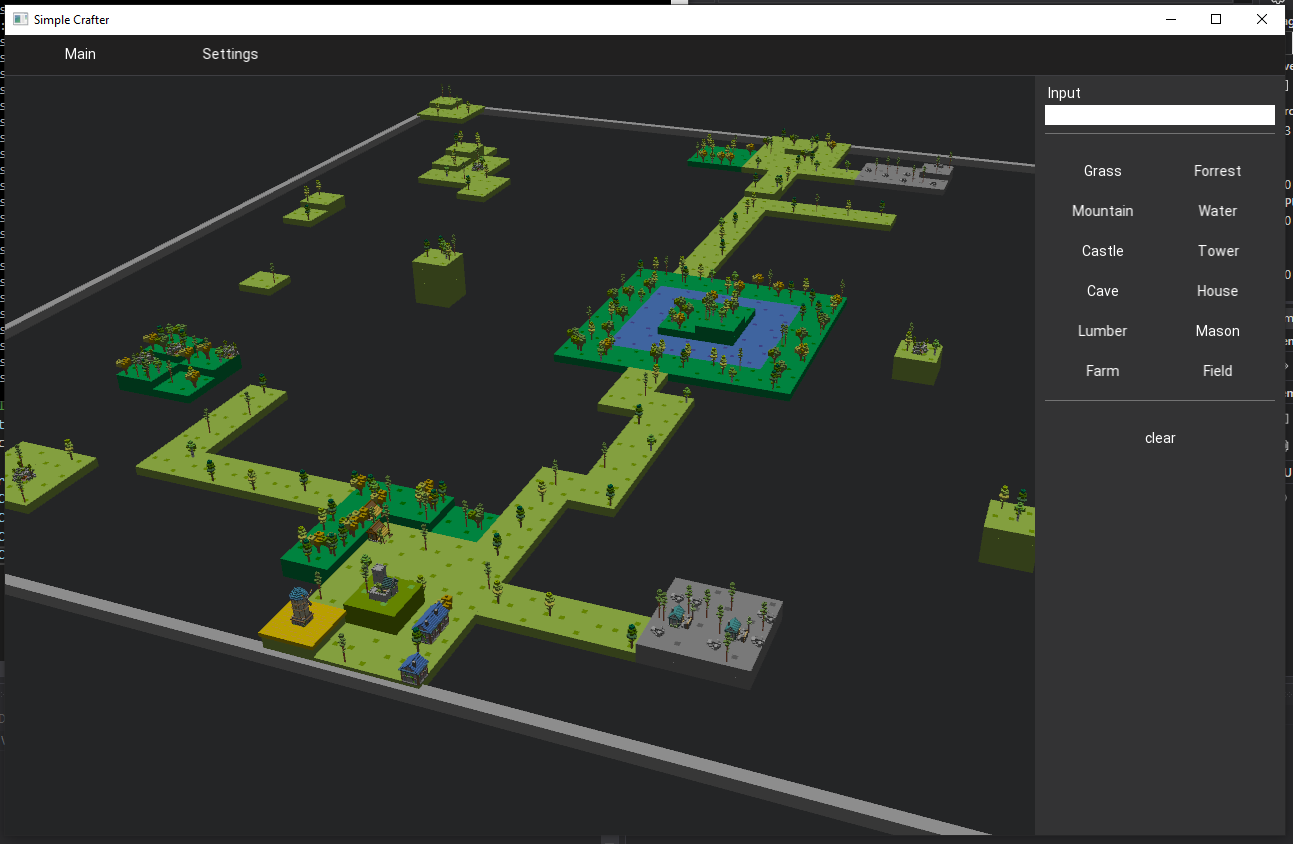 Simple Crafter
Main Settings
Input
Grass Forrest
Mountain Water
Castle Tower
Cave House
Lumber Mason
Farm Field
clear